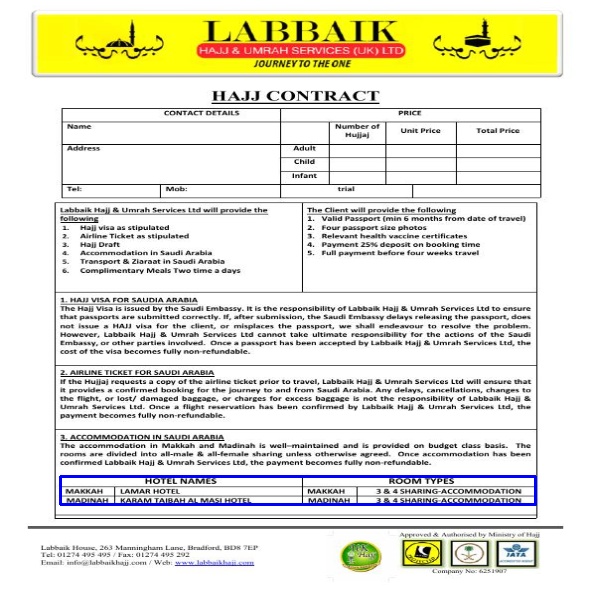 LABBAIK
HAJJ & UMRAH SERVICES (UK) LTD
JOURNEY TO THE ONE
HAJJ CONTRACT
CONTACT DETAILS
PRICE
Name
Number of
Hujjaj
Unit Price
Total Price
Address
Adult
Child
Infant
Tel:
Mob:
trial
Labbaik Hajj & Umrah Services Ltd will provide the
following
1. Hajj visa as stipulated
2. Airline Ticket as stipulated
3. Hajj Draft
4. Accommodation in Saudi Arabia
5. Transport & Ziaraat in Saudi Arabia
6. Complimentary Meals Two time a days
The Client will provide the following
1. Valid Passport (min 6 months from date of travel)
2. Four passport size photos
3. Relevant health vaccine certificates
4. Payment 25% deposit on booking time
5. Full payment before four weeks travel
1. HAJJ VISA FOR SAUDIA ARABIA
The Hajj Visa is issued by the Saudi Embassy. It is the responsibility of Labbaik Hajj & Umrah Services Ltd to ensure
that passports are submitted correctly. If, after submission, the Saudi Embassy delays releasing the passport, does
not issue a HAJJ visa for the client, or misplaces the passport, we shall endeavour to resolve the problem.
However, Labbaik Hajj & Umrah Services Ltd cannot take ultimate responsibility for the actions of the Saudi
Embassy, or other parties involved. Once a passport has been accepted by Labbaik Hajj & Umrah Services Ltd, the
cost of the visa becomes fully non-refundable.
2. AIRLINE TICKET FOR SAUDI ARABIA
If the Hujjaj requests a copy of the airline ticket prior to travel, Labbaik Hajj & Umrah Services Ltd will ensure that
it provides a confirmed booking for the journey to and from Saudi Arabia. Any delays, cancellations, changes to
the flight, or lost/ damaged baggage, or charges for excess baggage is not the responsibility of Labbaik Hajj &
Umrah Services Ltd. Once a flight reservation has been confirmed by Labbaik Hajj & Umrah Services Ltd, the
payment becomes fully non-refundable.
3. ACCOMMODATION IN SAUDI ARABIA
The accommodation in Makkah and Madinah is well–maintained and is provided on budget class basis. The
rooms are divided into all-male & all-female sharing unless otherwise agreed. Once accommodation has been
confirmed Labbaik Hajj & Umrah Services Ltd, the payment becomes fully non-refundable.
HOTEL NAMES
ROOM TYPES
MAKKAH LAMAR HOTEL MAKKAH 3 & 4 SHARING-ACCOMMODATION
MADINAH KARAM TAIBAH AL MASI HOTEL MADINAH 3 & 4 SHARING-ACCOMMODATION
Labbaik House, 263 Manningham Lane, Bradford, BD8 7EP
Tel: 01274 495 495 / Fax: 01274 495 292
Email: info@labbaikhajj.com / Web: www.labbaikhajj.com
Approved & Authorised by Ministry of Hajj
IATA
Company No: 6251907